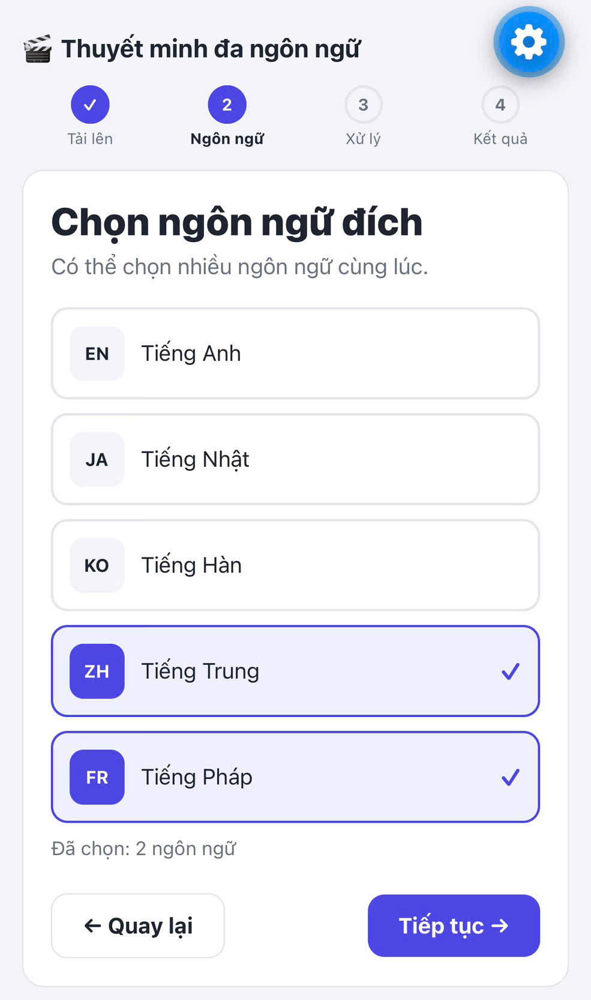 Thuyết minh đa ngôn ngữ
2
3
4
Tải lên
Ngôn ngữ
Xử lý
Kết quả
Chọn ngôn ngữ đích
Có thể chọn nhiều ngôn ngữ cùng lúc.
EN Tiếng Anh
JA Tiếng Nhật
KO Tiếng Hàn
ZH Tiếng Trung
FR Tiếng Pháp
Đã chọn: 2 ngôn ngữ
← Quay lại
Tiếp tục →